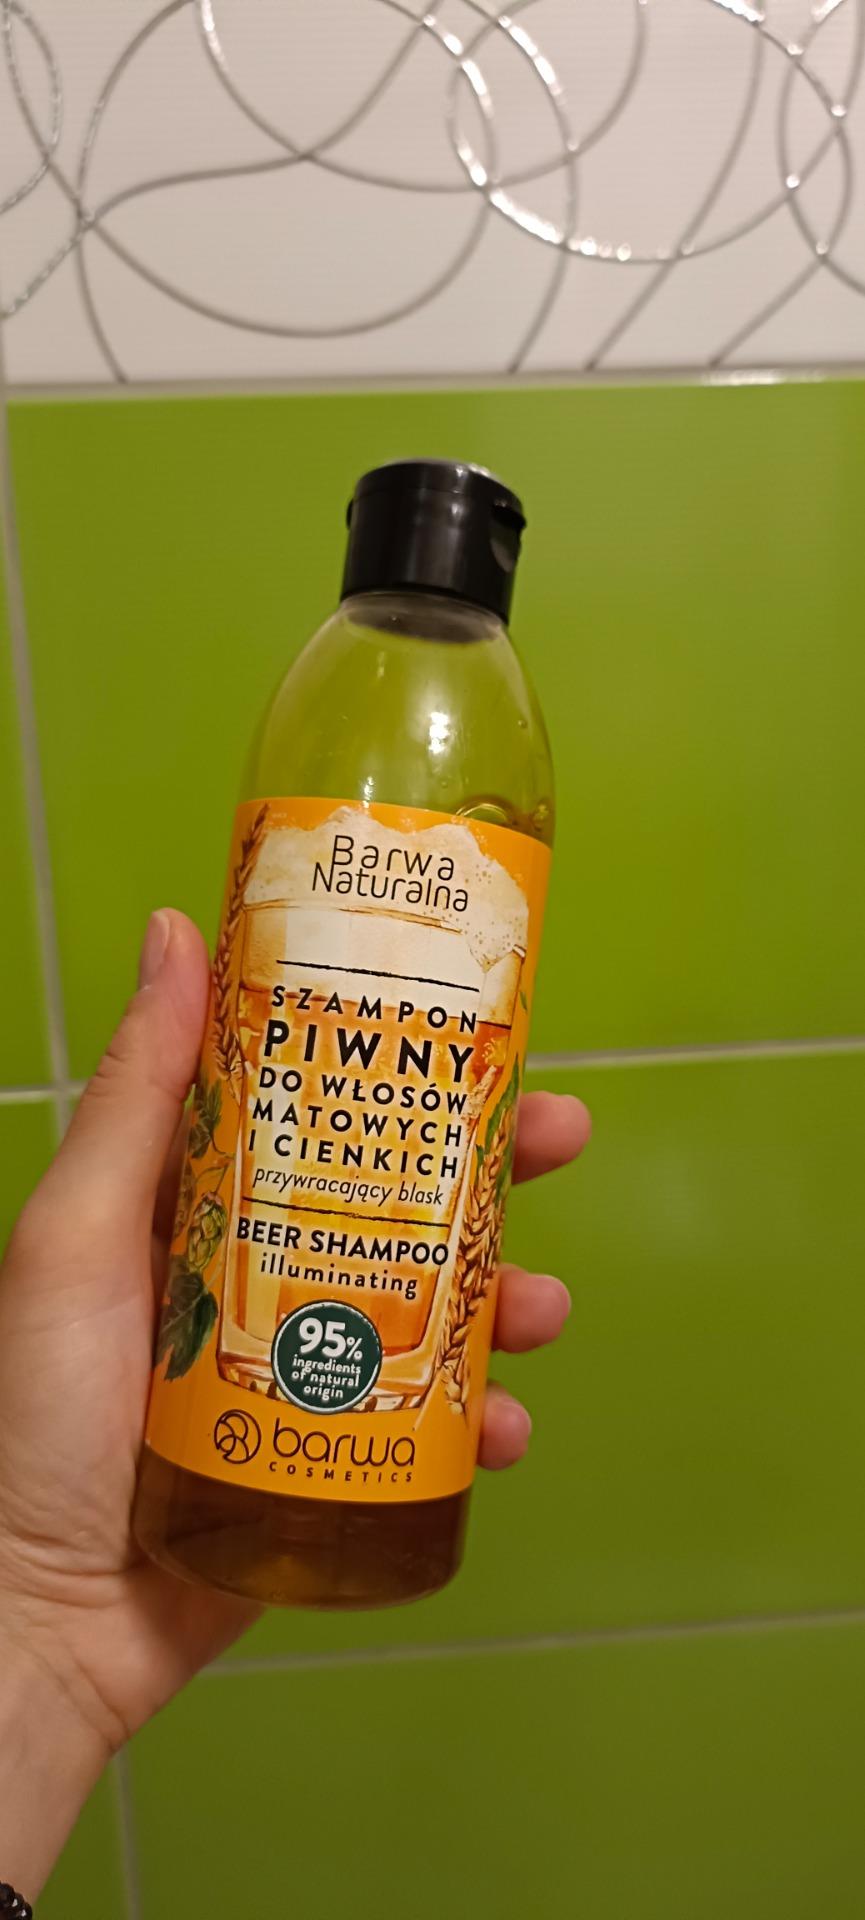 Barwa
Naturalna
SZAMPON
PIWNY
DO WŁOSÓW
MATOWYCH
I CIENKICH
przywracający blask
BEER SHAMPOO
illuminating
95%
ingredients
of natural
origin
barwa
COSMETICS